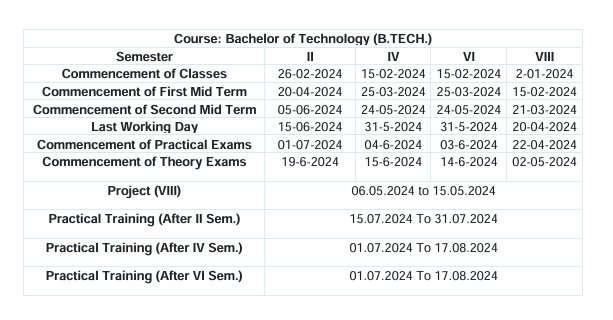 Course: Bachelor of Technology (B.TECH.)
Semester II IV VI VIII
Commencement of Classes 26-02-2024 15-02-2024 15-02-2024 2-01-2024
Commencement of First Mid Term 20-04-2024 25-03-2024 25-03-2024 15-02-2024
Commencement of Second Mid Term 05-06-2024 24-05-2024 24-05-2024 21-03-2024
Last Working Day 15-06-2024 31-5-2024 31-5-2024 20-04-2024
Commencement of Practical Exams 01-07-2024 04-6-2024 03-6-2024 22-04-2024
Commencement of Theory Exams 19-6-2024 15-6-2024 14-6-2024 02-05-2024
Project (VIII) 06.05.2024 to 15.05.2024
Practical Training (After II Sem.) 15.07.2024 To 31.07.2024
Practical Training (After IV Sem.) 01.07.2024 To 17.08.2024
Practical Training (After VI Sem.) 01.07.2024 To 17.08.2024